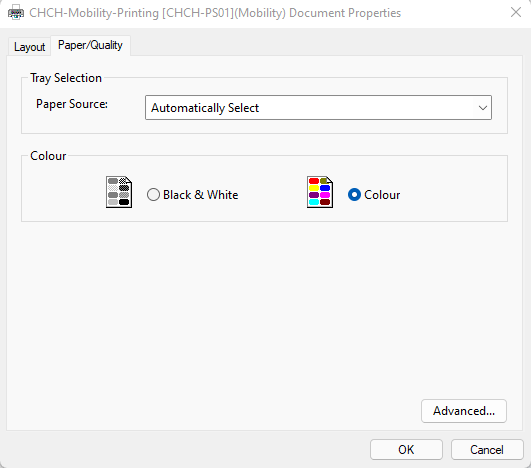 CHCH-Mobility-Printing [CHCH-PS01](Mobility) Document Properties
Layout
Paper/Quality
Tray Selection
Paper Source:
Automatically Select
Colour
Black & White
Colour
Advanced...
OK
Cancel